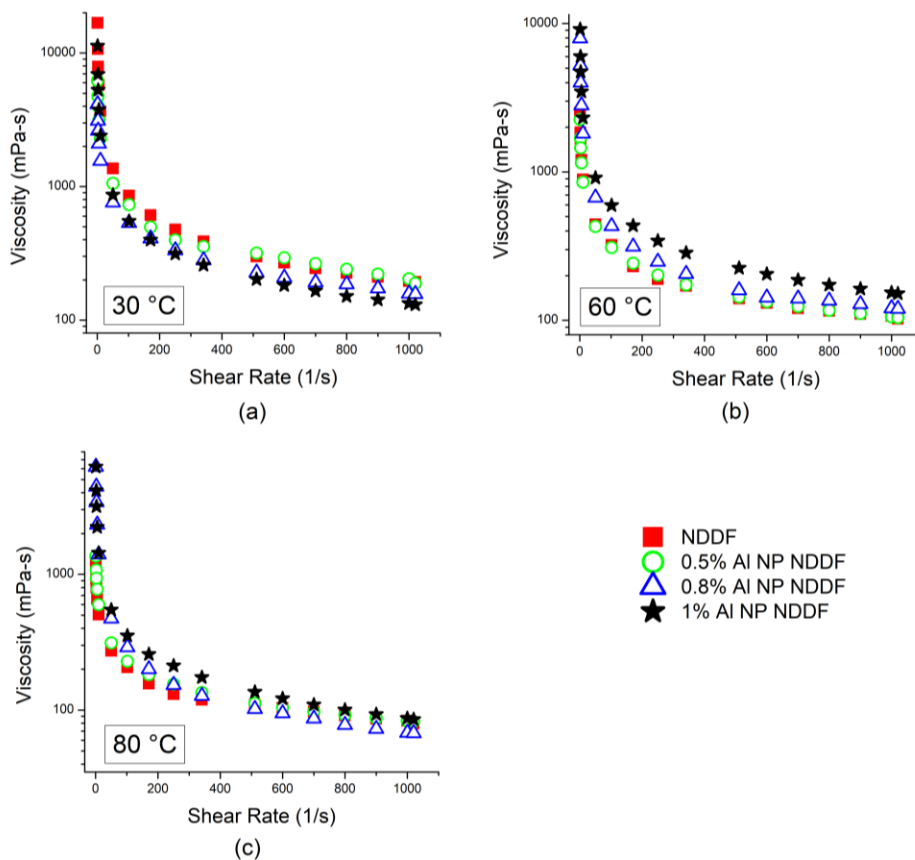 10000
1000
100
Viscosity (mPa-s)
30 °C
0 200 400 600 800 1000
Shear Rate (1/s)
(a)
10000
1000
100
Viscosity (mPa-s)
60 °C
0 200 400 600 800 1000
Shear Rate (1/s)
(b)
1000
100
Viscosity (mPa-s)
80 °C
0 200 400 600 800 1000
Shear Rate (1/s)
(c)
NDDF
0.5% Al NP NDDF
0.8% Al NP NDDF
1% Al NP NDDF